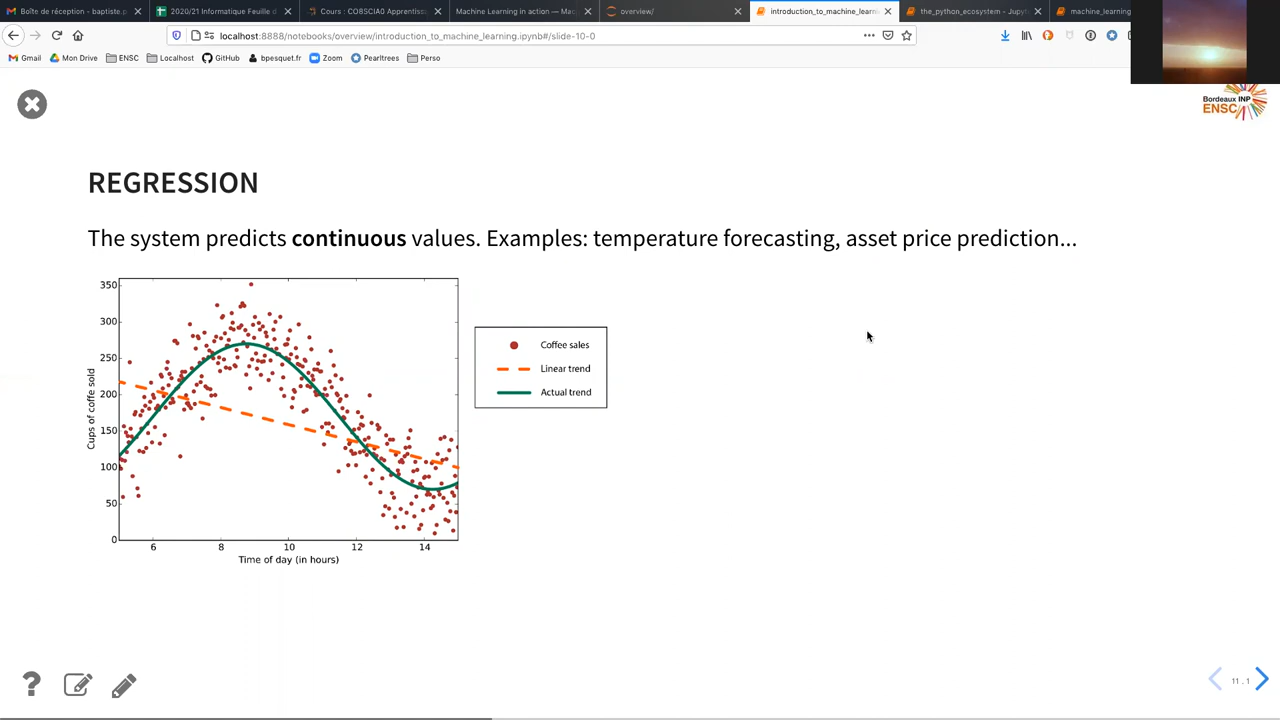 Boîte de réception - baptiste.p
2020/21 Informatique Feuille d
Cours : CO8SCIA0 Apprentissag
Machine Learning in action — Mac
overview/
introduction_to_machine_learni
the_python_ecosystem - Jupyt
machine_learning
localhost:8888/notebooks/overview/introduction_to_machine_learning.ipynb#/slide-10-0
Gmail
Mon Drive
ENSC
Localhost
GitHub
bpesquet.fr
Zoom
Pearltrees
Perso
Bordeaux INP
ENSC
REGRESSION
The system predicts continuous values. Examples: temperature forecasting, asset price prediction...
350
300
250
200
150
100
50
0
Cups of coffe sold
6 8 10 12 14
Time of day (in hours)
Coffee sales
Linear trend
Actual trend
?
11 . 1